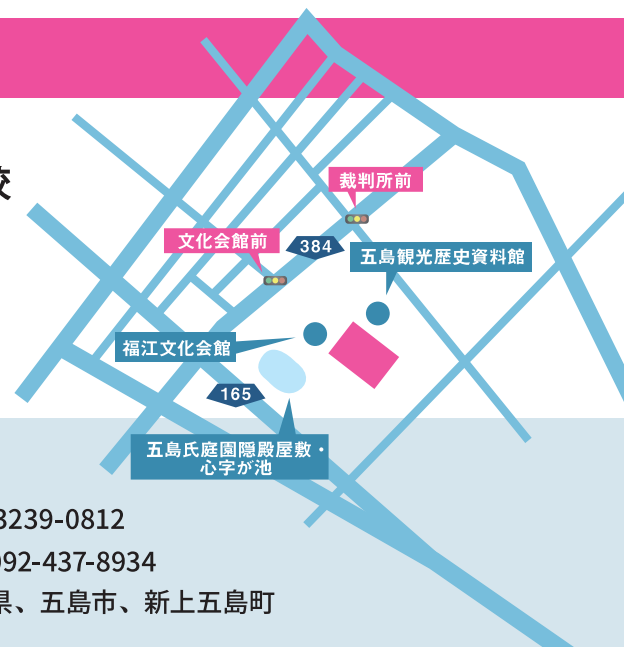 校
裁判所前
文化会館前
384
五島観光歴史資料館
福江文化会館
165
五島氏庭園隠殿屋敷・
心字が池
3239-0812
092-437-8934
県、五島市、新上五島町